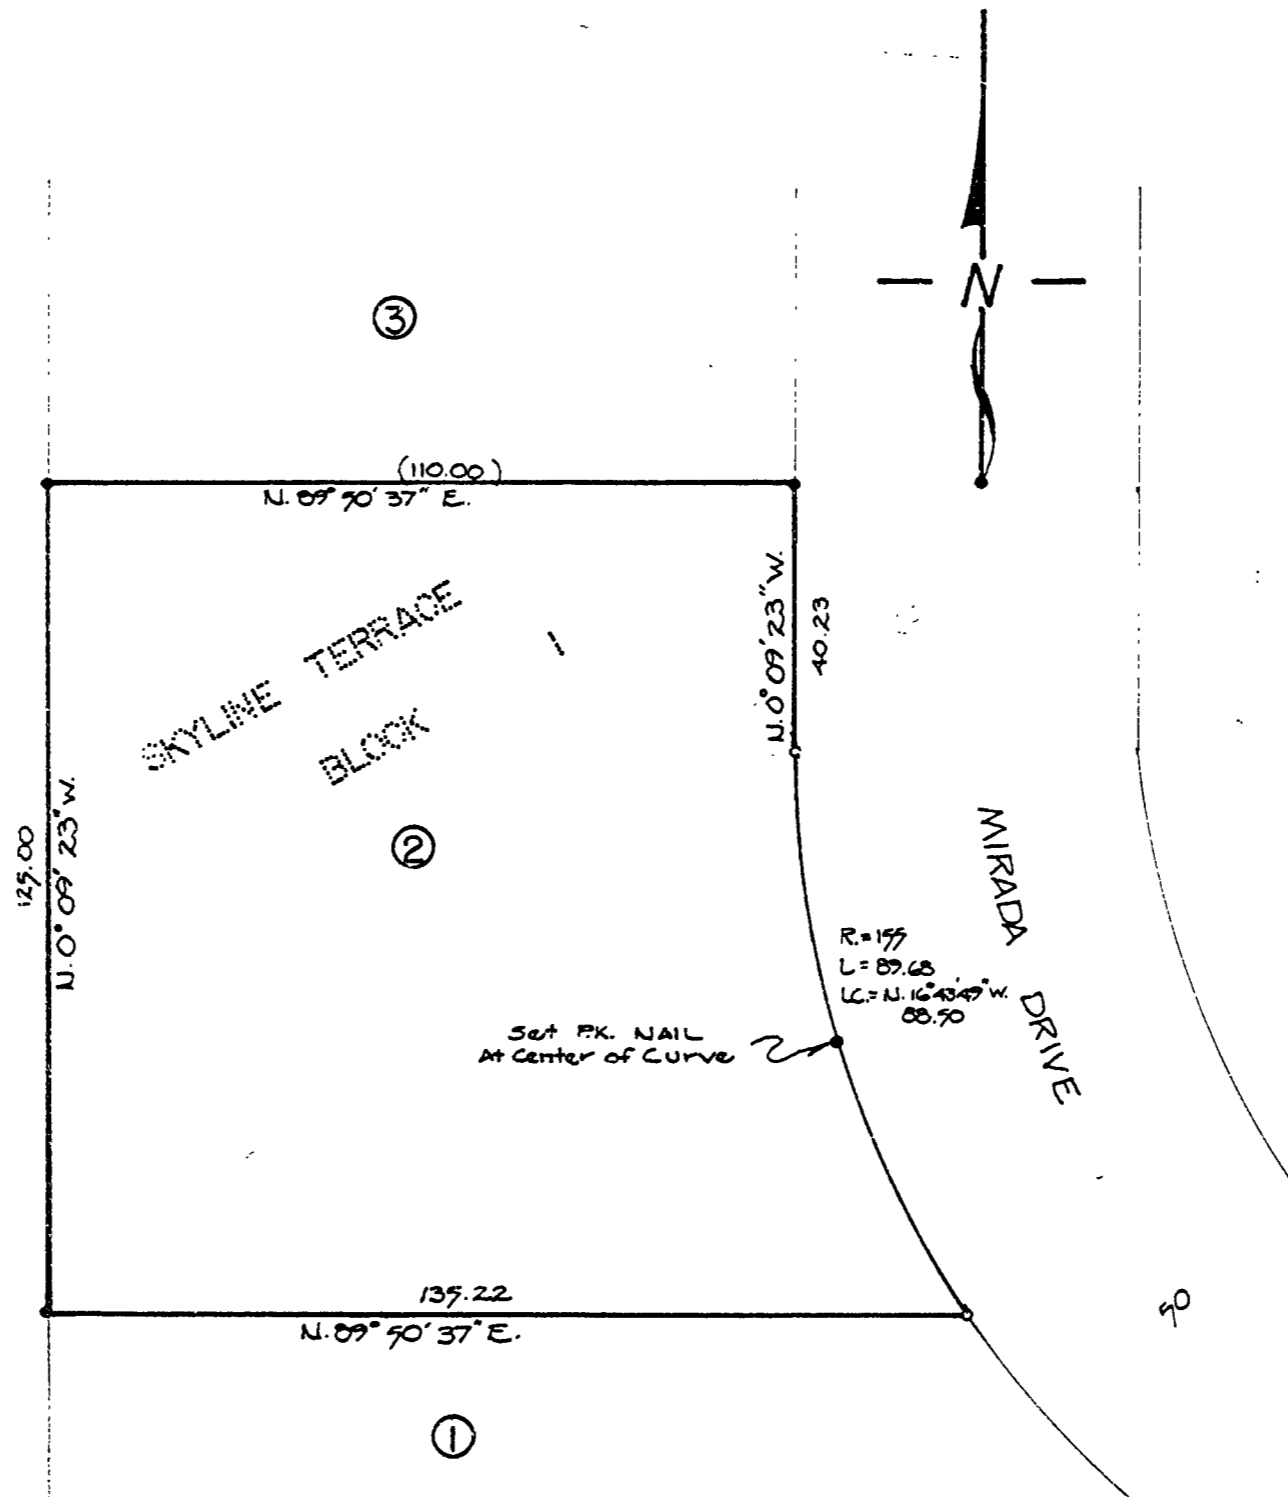 N
③
(110.00)
N. 89° 50' 37" E.
SKYLINE TERRACE
BLOCK 1
N. 0° 09' 23" W.
40.23
125.00
N. 0° 09' 23" W.
②
MIRADA DRIVE
R.=155
L=89.68
LC.=N. 16°43'49" W.
88.50
Set P.K. NAIL
At Center of Curve
135.22
N. 89° 50' 37" E.
50
①